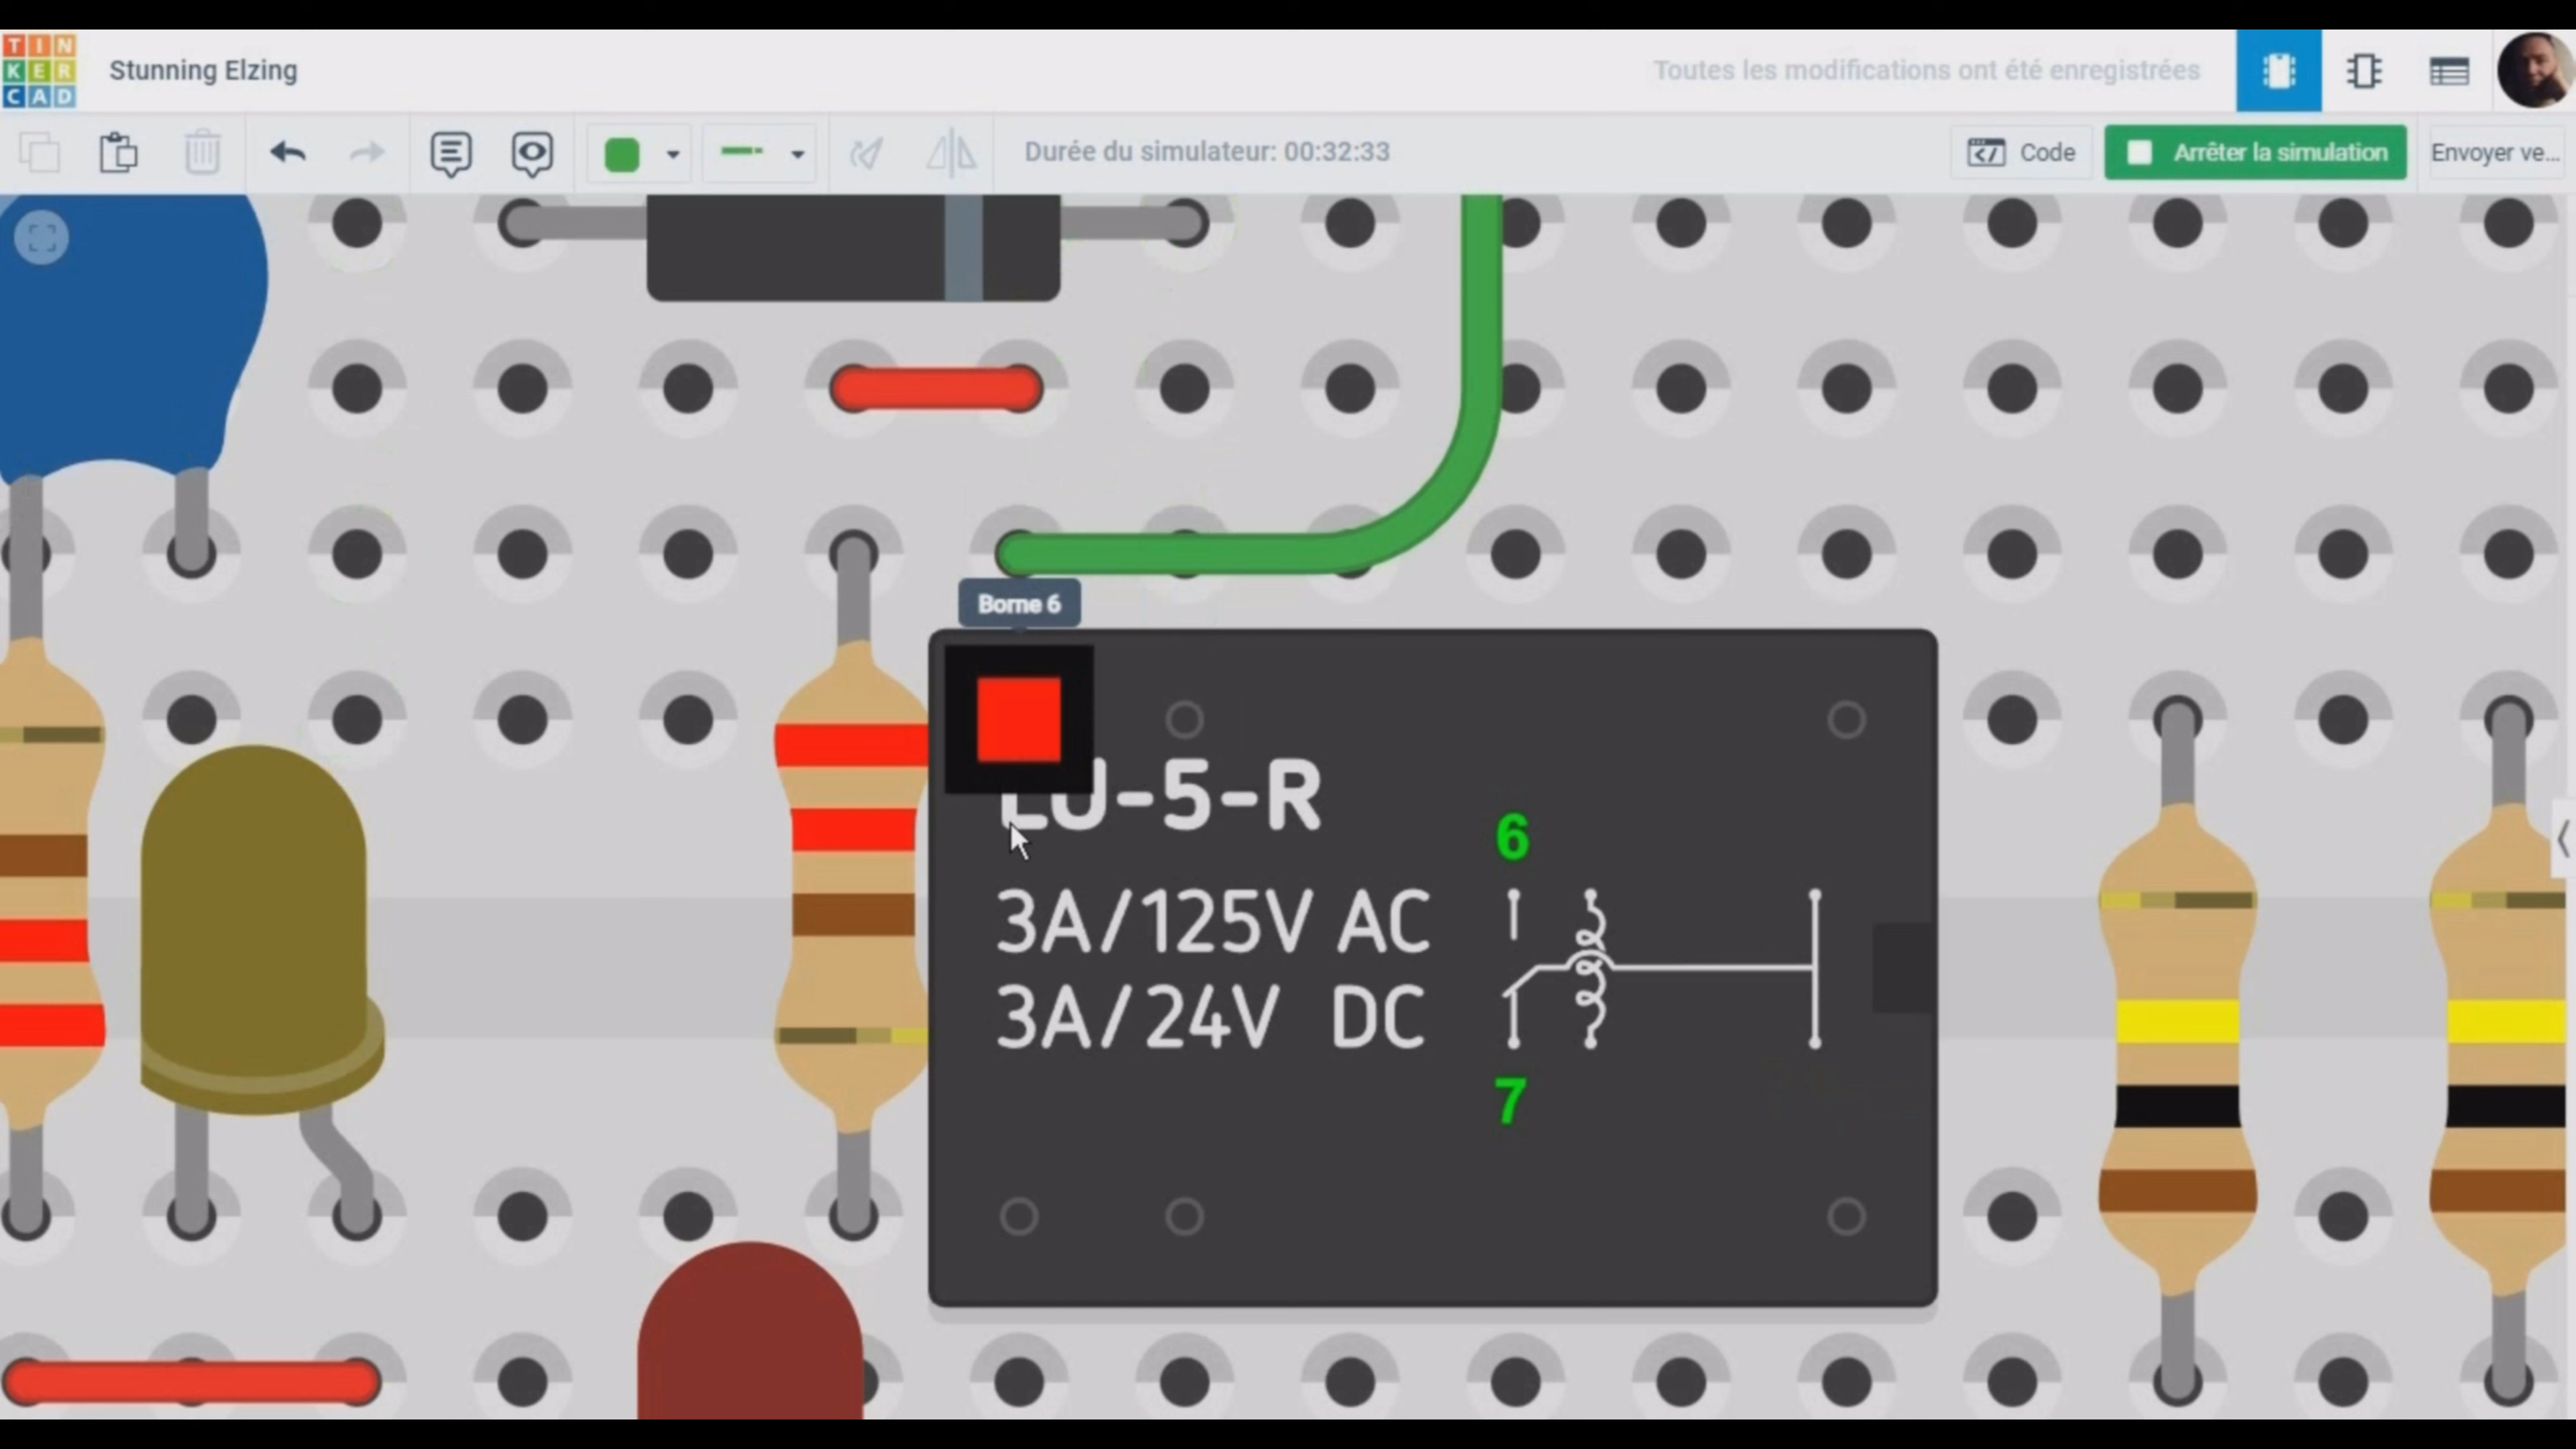 TIN
KER
CAD
Stunning Elzing
Toutes les modifications ont été enregistrées
Durée du simulateur: 00:32:33
Code
Arrêter la simulation
Envoyer ve...
Borne 6
LU-5-R
6
3A/125V AC
3A/24V DC
7